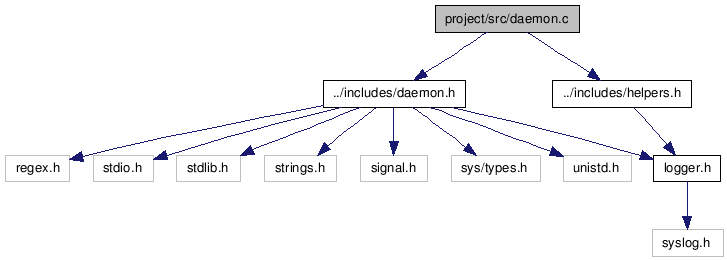 project/src/daemon.c
../includes/daemon.h
../includes/helpers.h
regex.h
stdio.h
stdlib.h
strings.h
signal.h
sys/types.h
unistd.h
logger.h
syslog.h